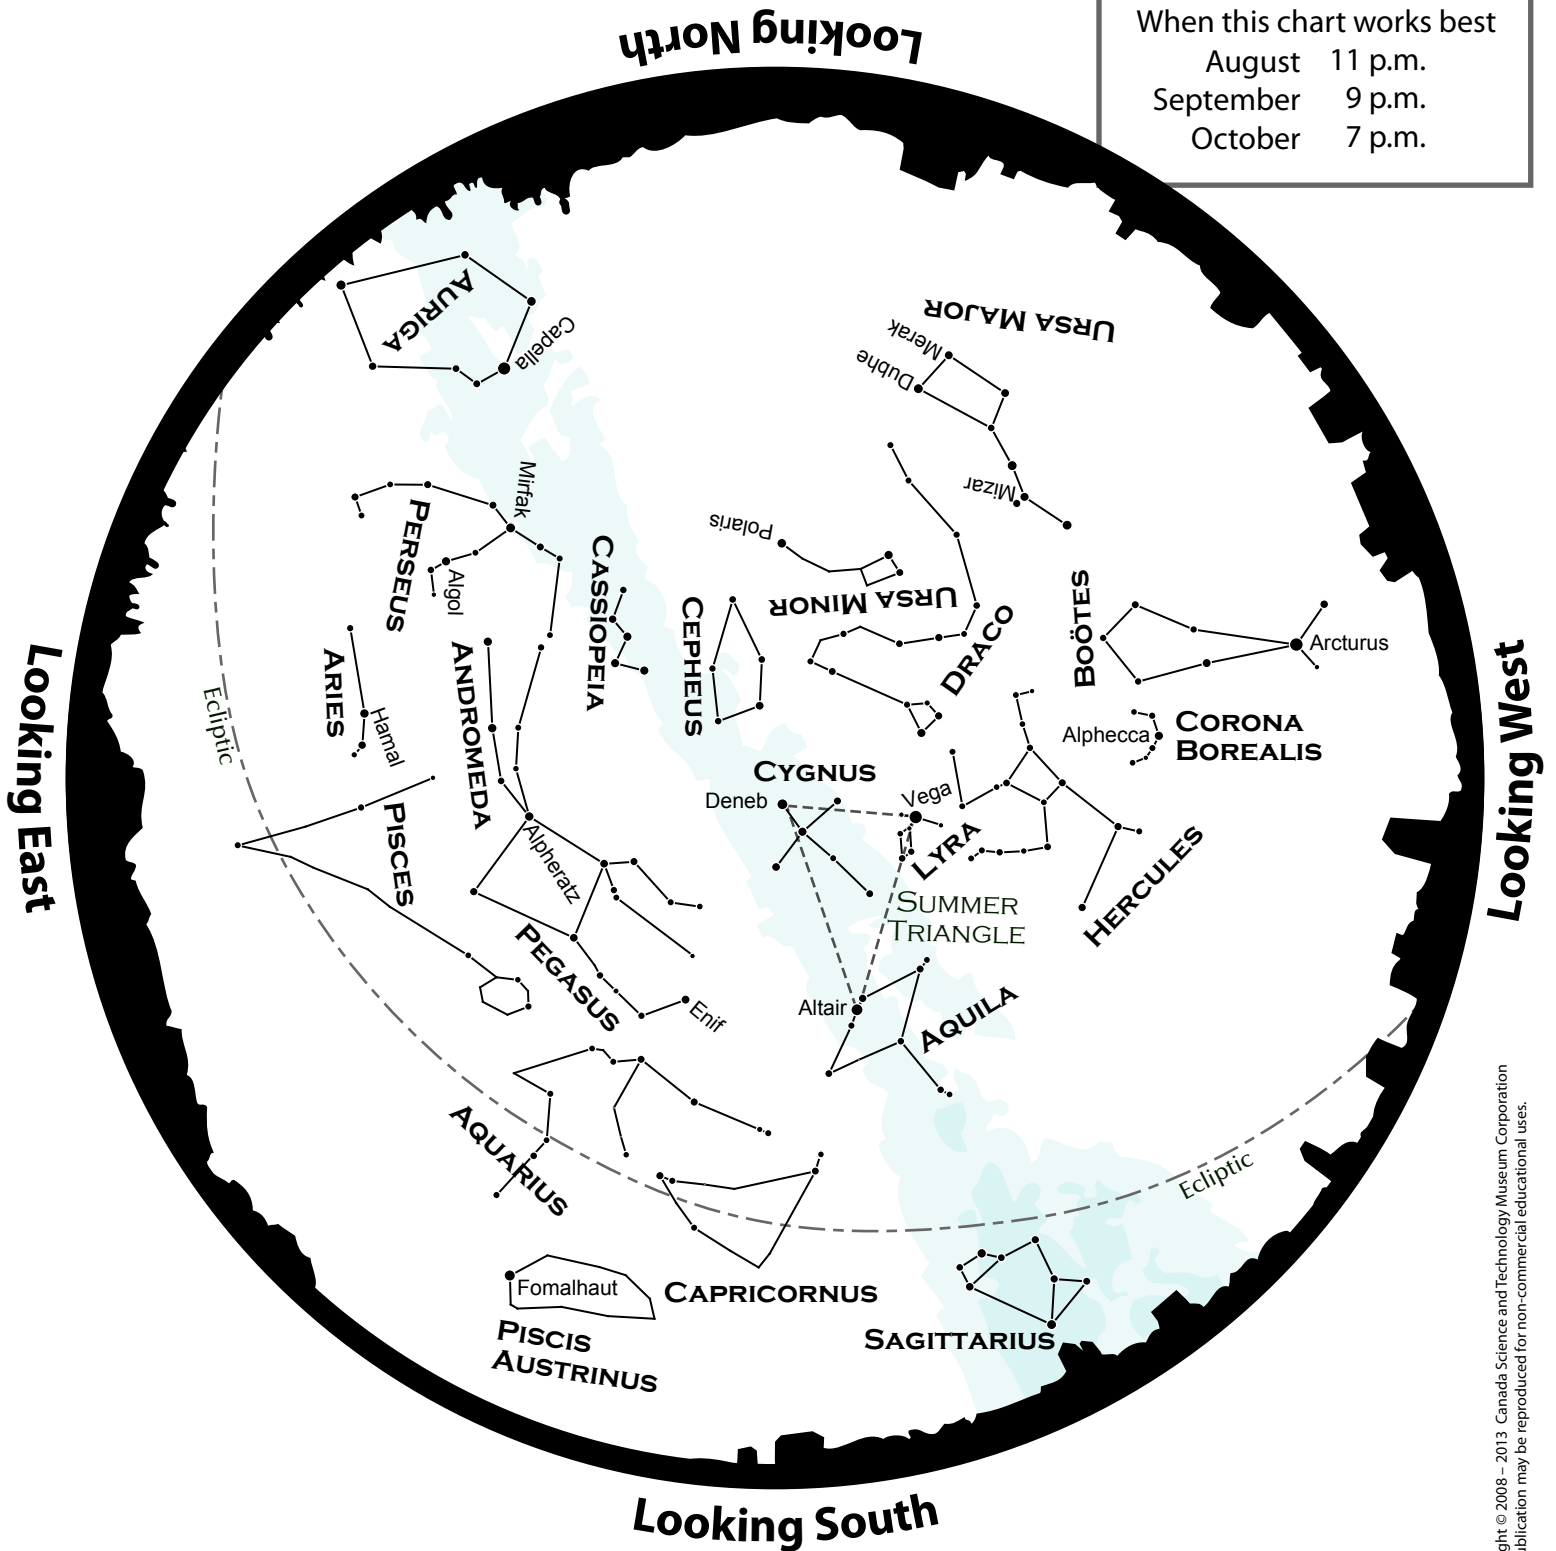 Looking North
When this chart works best
August 11 p.m.
September 9 p.m.
October 7 p.m.
AURIGA
Capella
URSA MAJOR
Merak
Dubhe
Mizar
Mirfak
PERSEUS
Algol
Polaris
CASSIOPEIA
URSA MINOR
CEPHEUS
DRACO
BOÖTES
Arcturus
ARIES
Hamal
ANDROMEDA
Alphecca
CORONA
BOREALIS
Looking East
Looking West
Ecliptic
CYGNUS
Deneb
Vega
LYRA
HERCULES
PISCES
Alpheratz
SUMMER
TRIANGLE
PEGASUS
Enif
Altair
AQUILA
AQUARIUS
Ecliptic
Fomalhaut
CAPRICORNUS
PISCIS
AUSTRINUS
SAGITTARIUS
Looking South
ght © 2008 – 2013 Canada Science and Technology Museum Corporation
ublication may be reproduced for non-commercial educational uses.